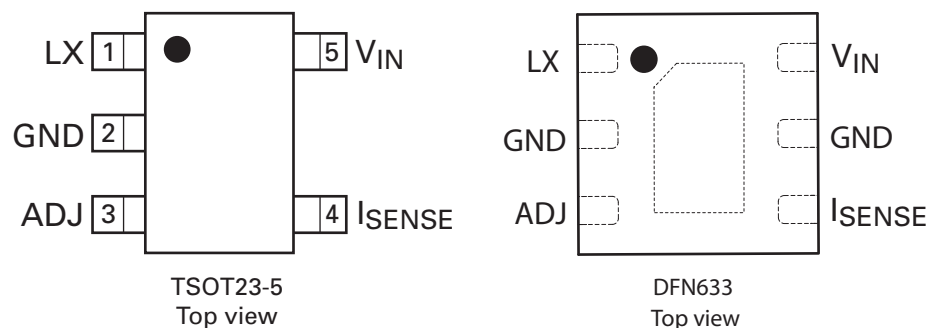 LX 1 5 VIN
GND 2
ADJ 3 4 ISENSE
TSOT23-5
Top view
LX VIN
GND GND
ADJ ISENSE
DFN633
Top view